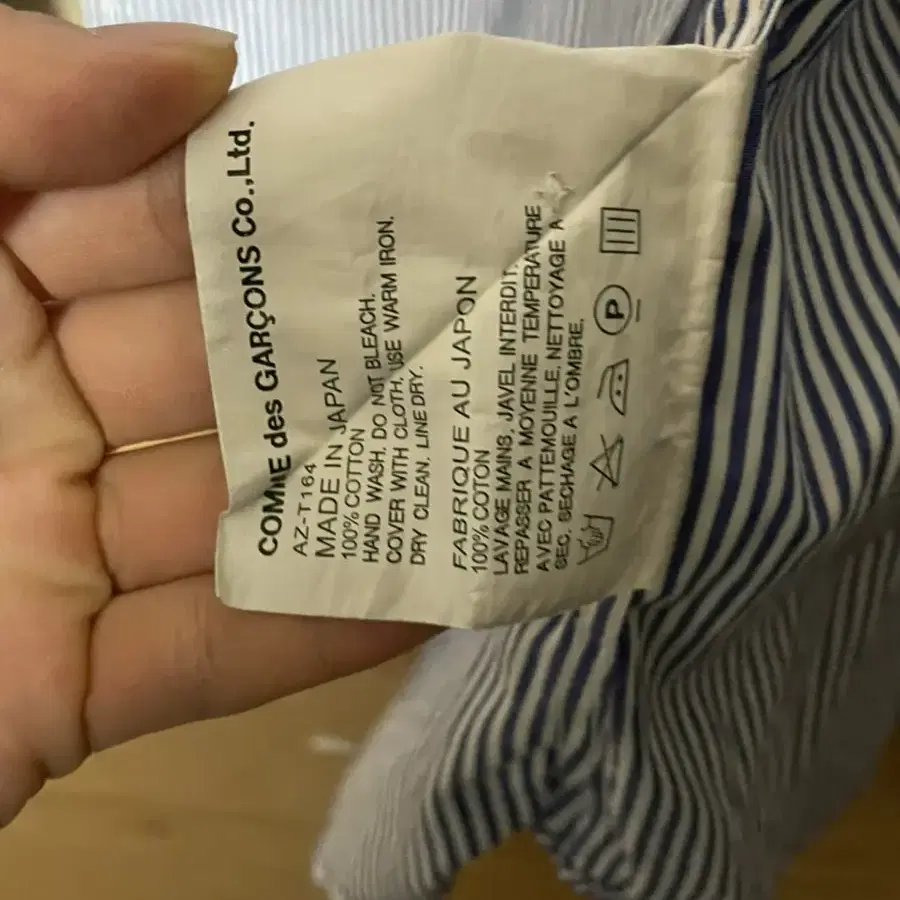 COMME des GARÇONS Co.,Ltd.
AZ-T164
MADE IN JAPAN
100% COTTON
HAND WASH. DO NOT BLEACH.
COVER WITH CLOTH, USE WARM IRON.
DRY CLEAN. LINE DRY.
FABRIQUE AU JAPON
100% COTON
LAVAGE MAINS. JAVEL INTERDIT.
REPASSER A MOYENNE TEMPERATURE
AVEC PATTEMOUILLE. NETTOYAGE A
SEC. SECHAGE A L'OMBRE.
P